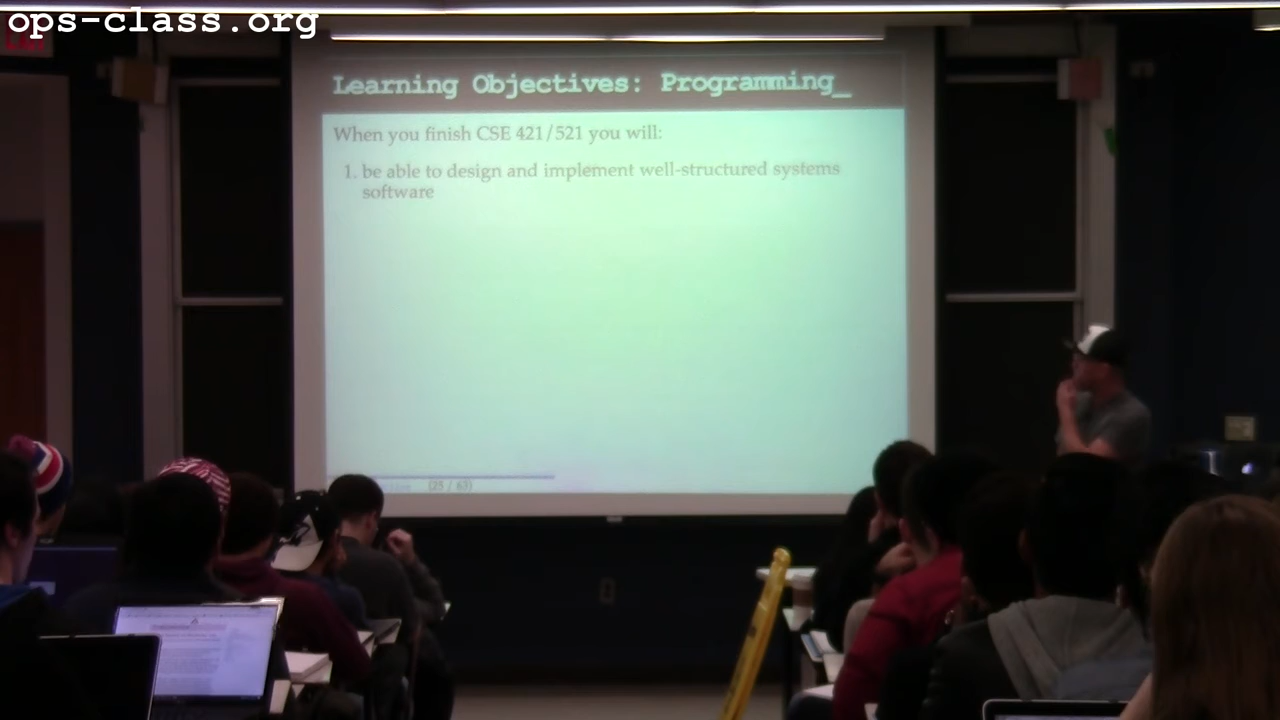 ops-class.org
Learning Objectives: Programming_
When you finish CSE 421/521 you will:
1. be able to design and implement well-structured systems
software
(25 / 63)